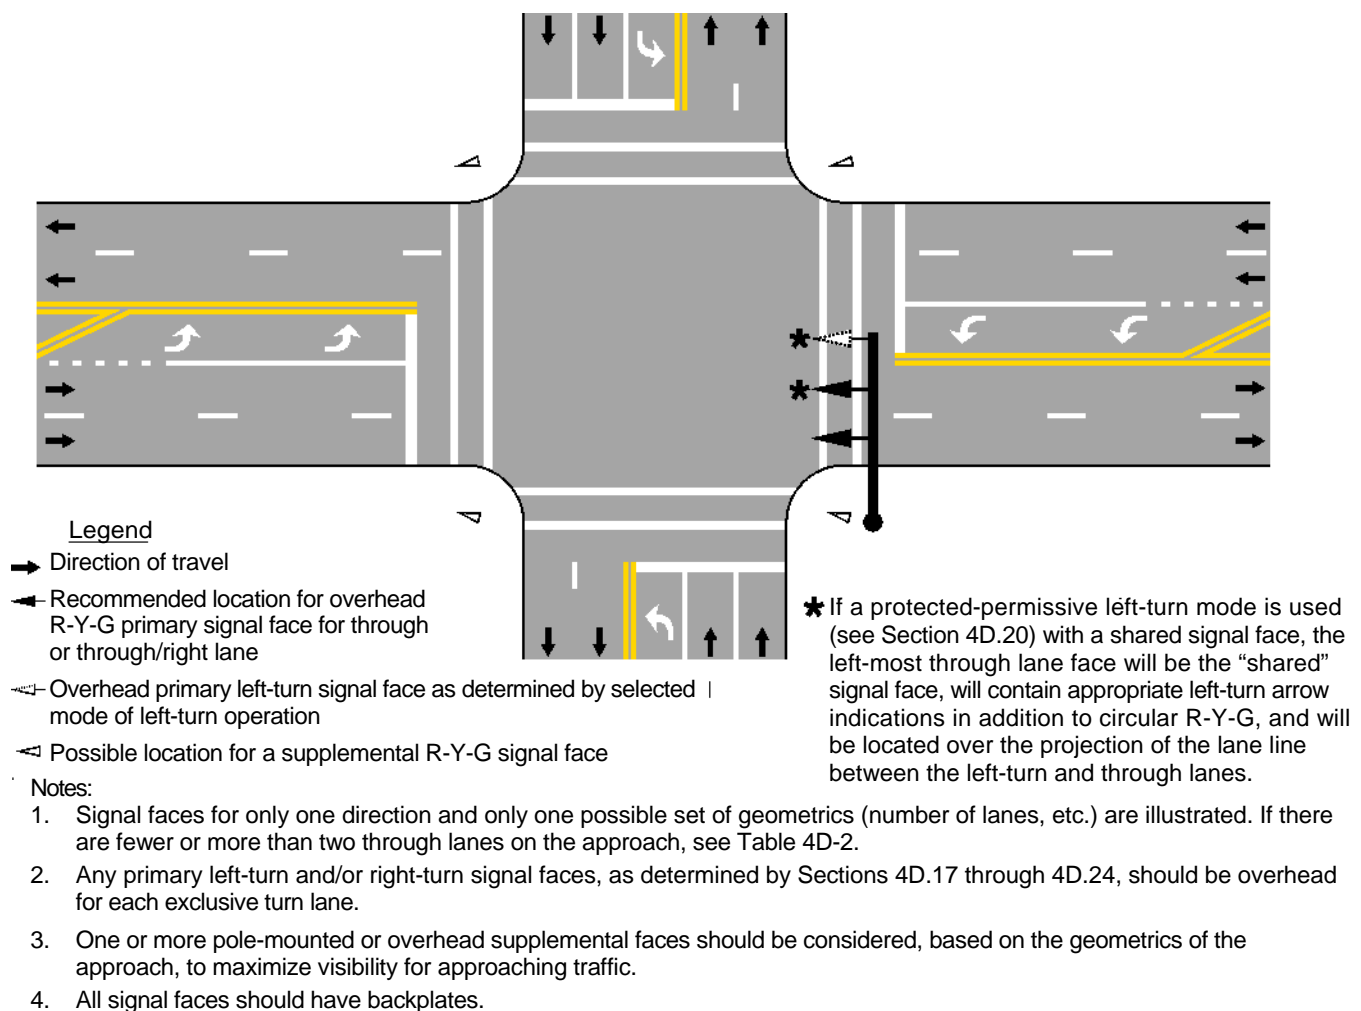 Legend
Direction of travel
Recommended location for overhead
R-Y-G primary signal face for through
or through/right lane
Overhead primary left-turn signal face as determined by selected
mode of left-turn operation
Possible location for a supplemental R-Y-G signal face
* If a protected-permissive left-turn mode is used
(see Section 4D.20) with a shared signal face, the
left-most through lane face will be the “shared”
signal face, will contain appropriate left-turn arrow
indications in addition to circular R-Y-G, and will
be located over the projection of the lane line
between the left-turn and through lanes.
Notes:
1. Signal faces for only one direction and only one possible set of geometrics (number of lanes, etc.) are illustrated. If there
are fewer or more than two through lanes on the approach, see Table 4D-2.
2. Any primary left-turn and/or right-turn signal faces, as determined by Sections 4D.17 through 4D.24, should be overhead
for each exclusive turn lane.
3. One or more pole-mounted or overhead supplemental faces should be considered, based on the geometrics of the
approach, to maximize visibility for approaching traffic.
4. All signal faces should have backplates.